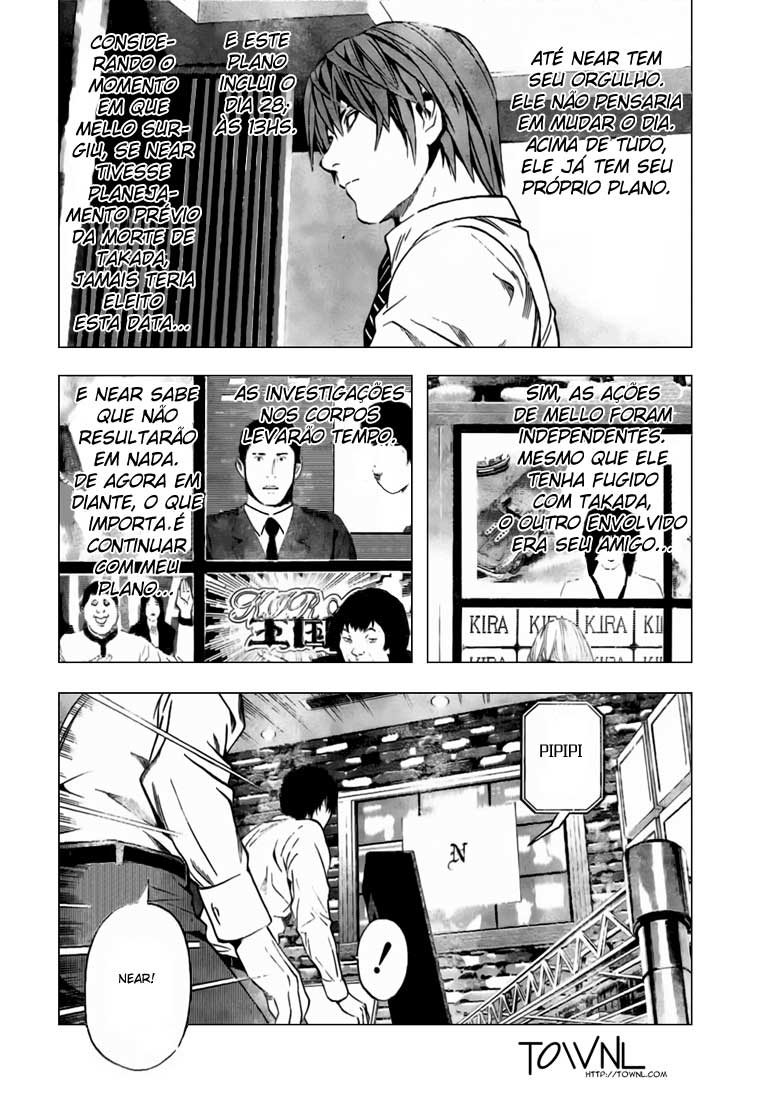 ATÉ NEAR TEM
SEU ORGULHO.
ELE NÃO PENSARIA
EM MUDAR O DIA.
ACIMA DE TUDO,
ELE JÁ TEM SEU
PRÓPRIO PLANO.
E ESTE
PLANO
INCLUI O
DIA 28,
ÀS 13HS.
CONSIDE-
RANDO O
MOMENTO
EM QUE
MELLO SUR-
GIU, SE NEAR
TIVESSE
PLANEJA-
MENTO PRÉVIO
DA MORTE DE
TAKADA,
JAMAIS TERIA
ELEITO
ESTA DATA...
SIM, AS AÇÕES
DE MELLO FORAM
INDEPENDENTES.
MESMO QUE ELE
TENHA FUGIDO
COM TAKADA,
O OUTRO ENVOLVIDO
ERA SEU AMIGO...
KIRA KIRA KIRA KI
KIRA KIRA KIRA
AS INVESTIGAÇÕES
NOS CORPOS
LEVARÃO TEMPO.
E NEAR SABE
QUE NÃO
RESULTARÃO
EM NADA.
DE AGORA EM
DIANTE, O QUE
IMPORTA É
CONTINUAR
COM MEU
PLANO...
PIPIPI
N
!
NEAR!
TOWNL
HTTP://TOWNL.COM